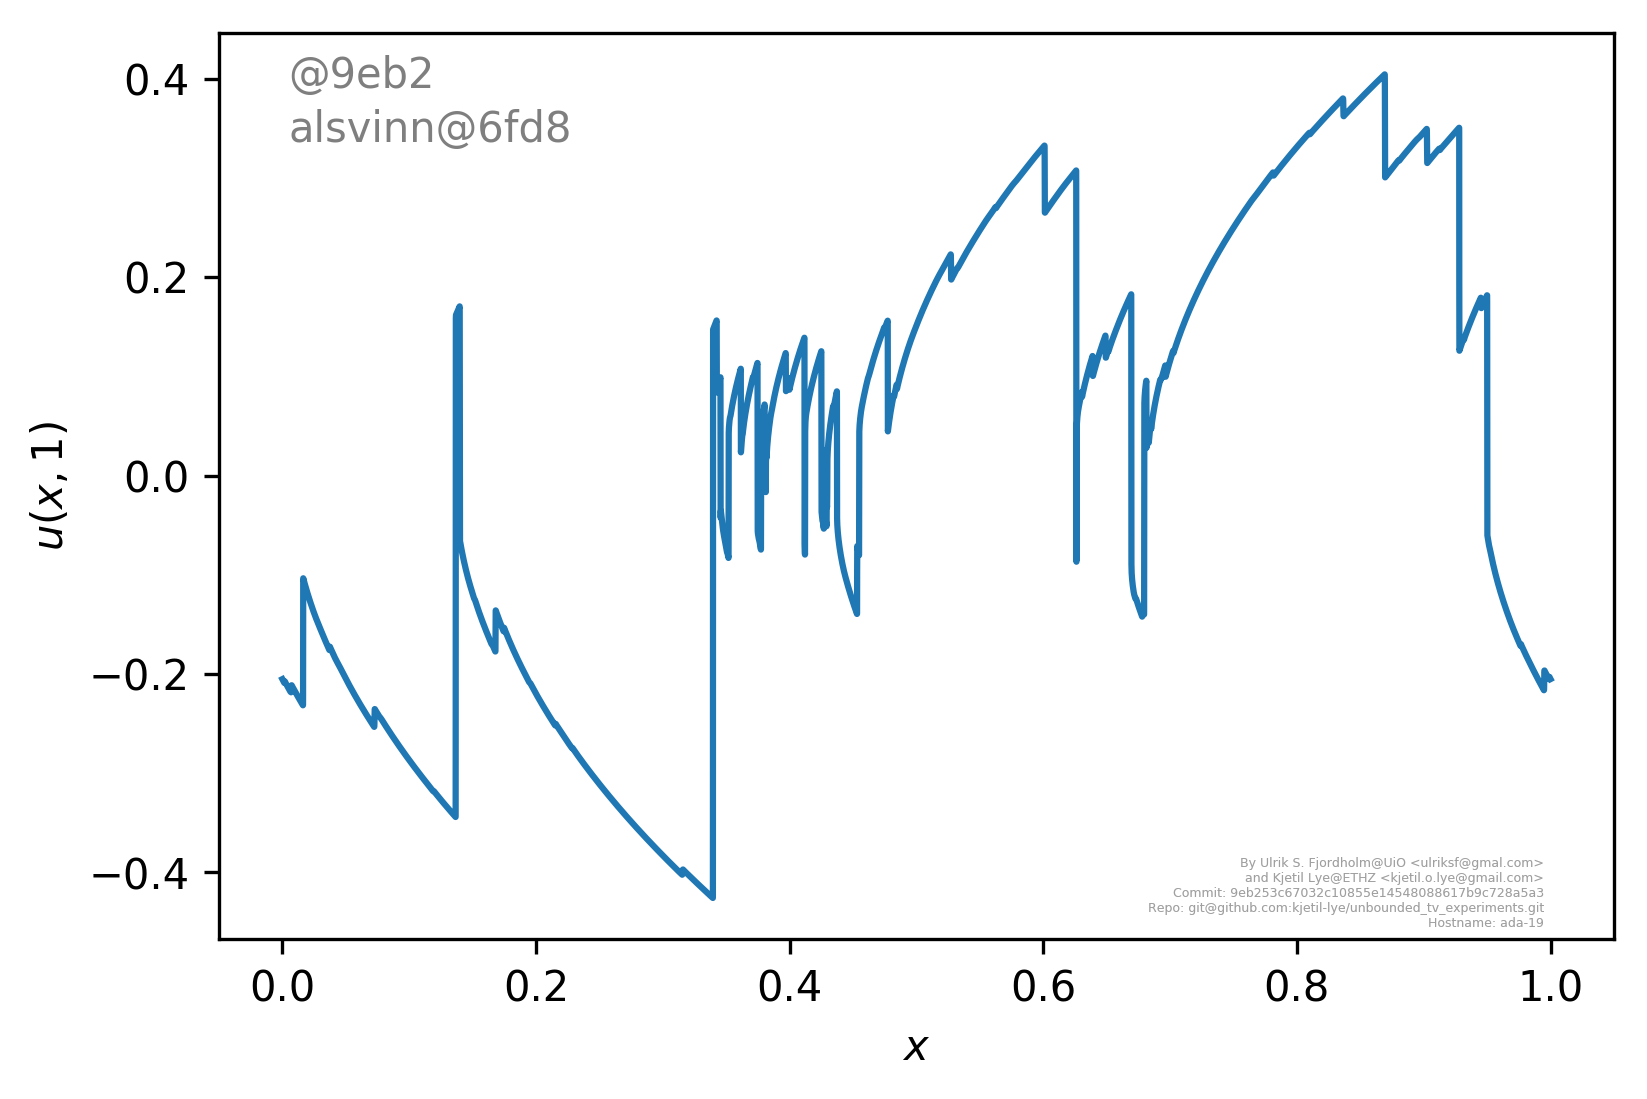 @9eb2
alsvinn@6fd8
0.4
0.2
0.0
−0.2
−0.4
u(x, 1)
0.0 0.2 0.4 0.6 0.8 1.0
x
By Ulrik S. Fjordholm@UiO <ulriksf@gmal.com>
and Kjetil Lye@ETHZ <kjetil.o.lye@gmail.com>
Commit: 9eb253c67032c10855e14548088617b9c728a5a3
Repo: git@github.com:kjetil-lye/unbounded_tv_experiments.git
Hostname: ada-19